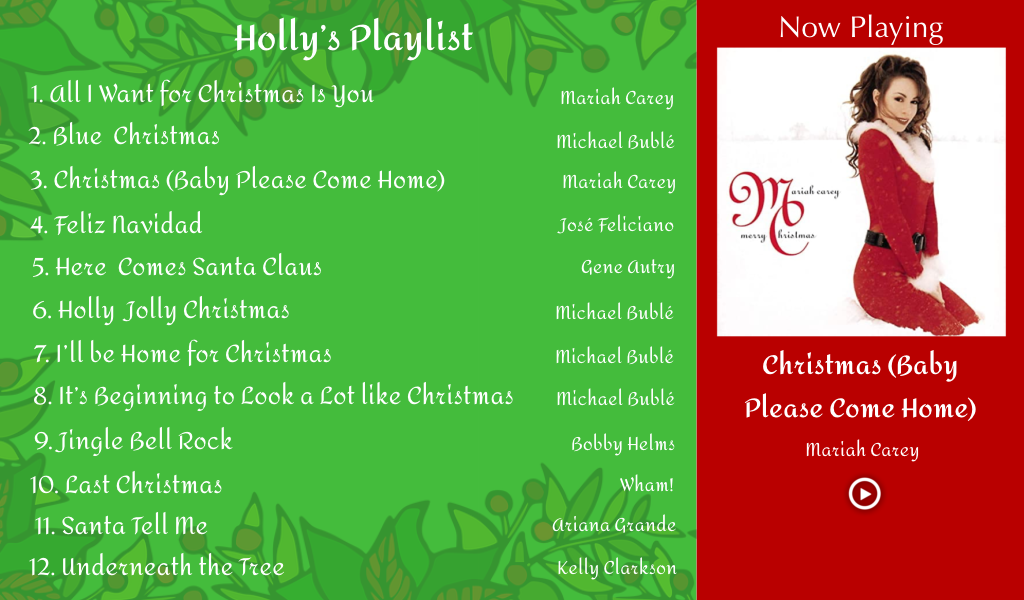 Holly's Playlist
1. All I Want for Christmas Is You Mariah Carey
2. Blue Christmas Michael Bublé
3. Christmas (Baby Please Come Home) Mariah Carey
4. Feliz Navidad José Feliciano
5. Here Comes Santa Claus Gene Autry
6. Holly Jolly Christmas Michael Bublé
7. I'll be Home for Christmas Michael Bublé
8. It's Beginning to Look a Lot like Christmas Michael Bublé
9. Jingle Bell Rock Bobby Helms
10. Last Christmas Wham!
11. Santa Tell Me Ariana Grande
12. Underneath the Tree Kelly Clarkson
Now Playing
Mariah carey
merry Christmas
Christmas (Baby
Please Come Home)
Mariah Carey